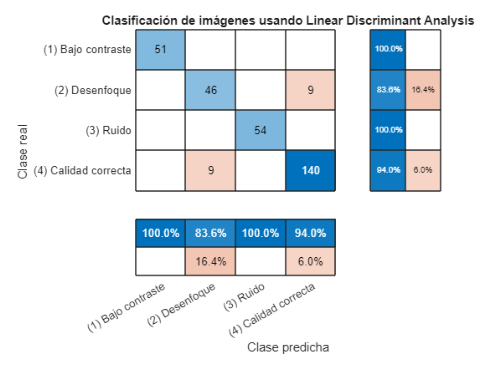 Clasificación de imágenes usando Linear Discriminant Analysis
(1) Bajo contraste 51 100.0%
(2) Desenfoque 46 9 83.6% 16.4%
(3) Ruido 54 100.0%
(4) Calidad correcta 9 140 94.0% 6.0%
Clase real
100.0% 83.6% 100.0% 94.0%
16.4% 6.0%
(1) Bajo contraste
(2) Desenfoque
(3) Ruido
(4) Calidad correcta
Clase predicha